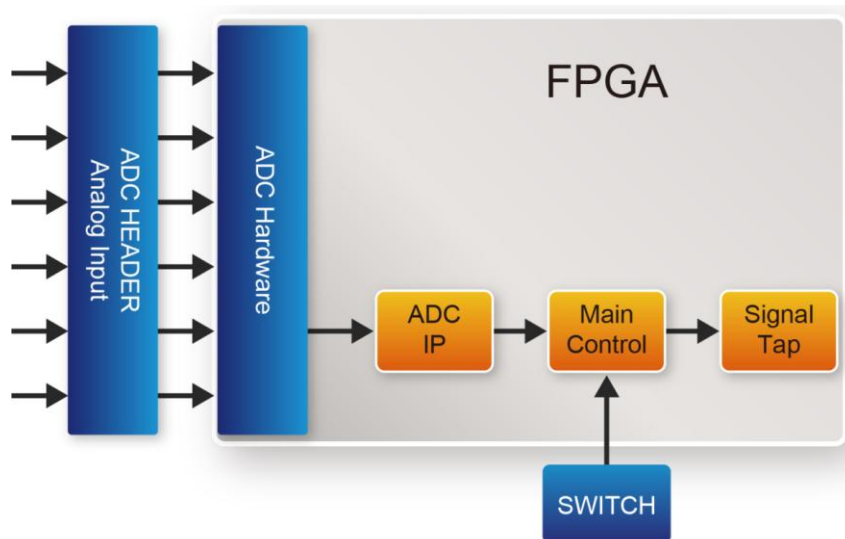 FPGA
ADC HEADER
Analog Input
ADC Hardware
ADC
IP
Main
Control
Signal
Tap
SWITCH